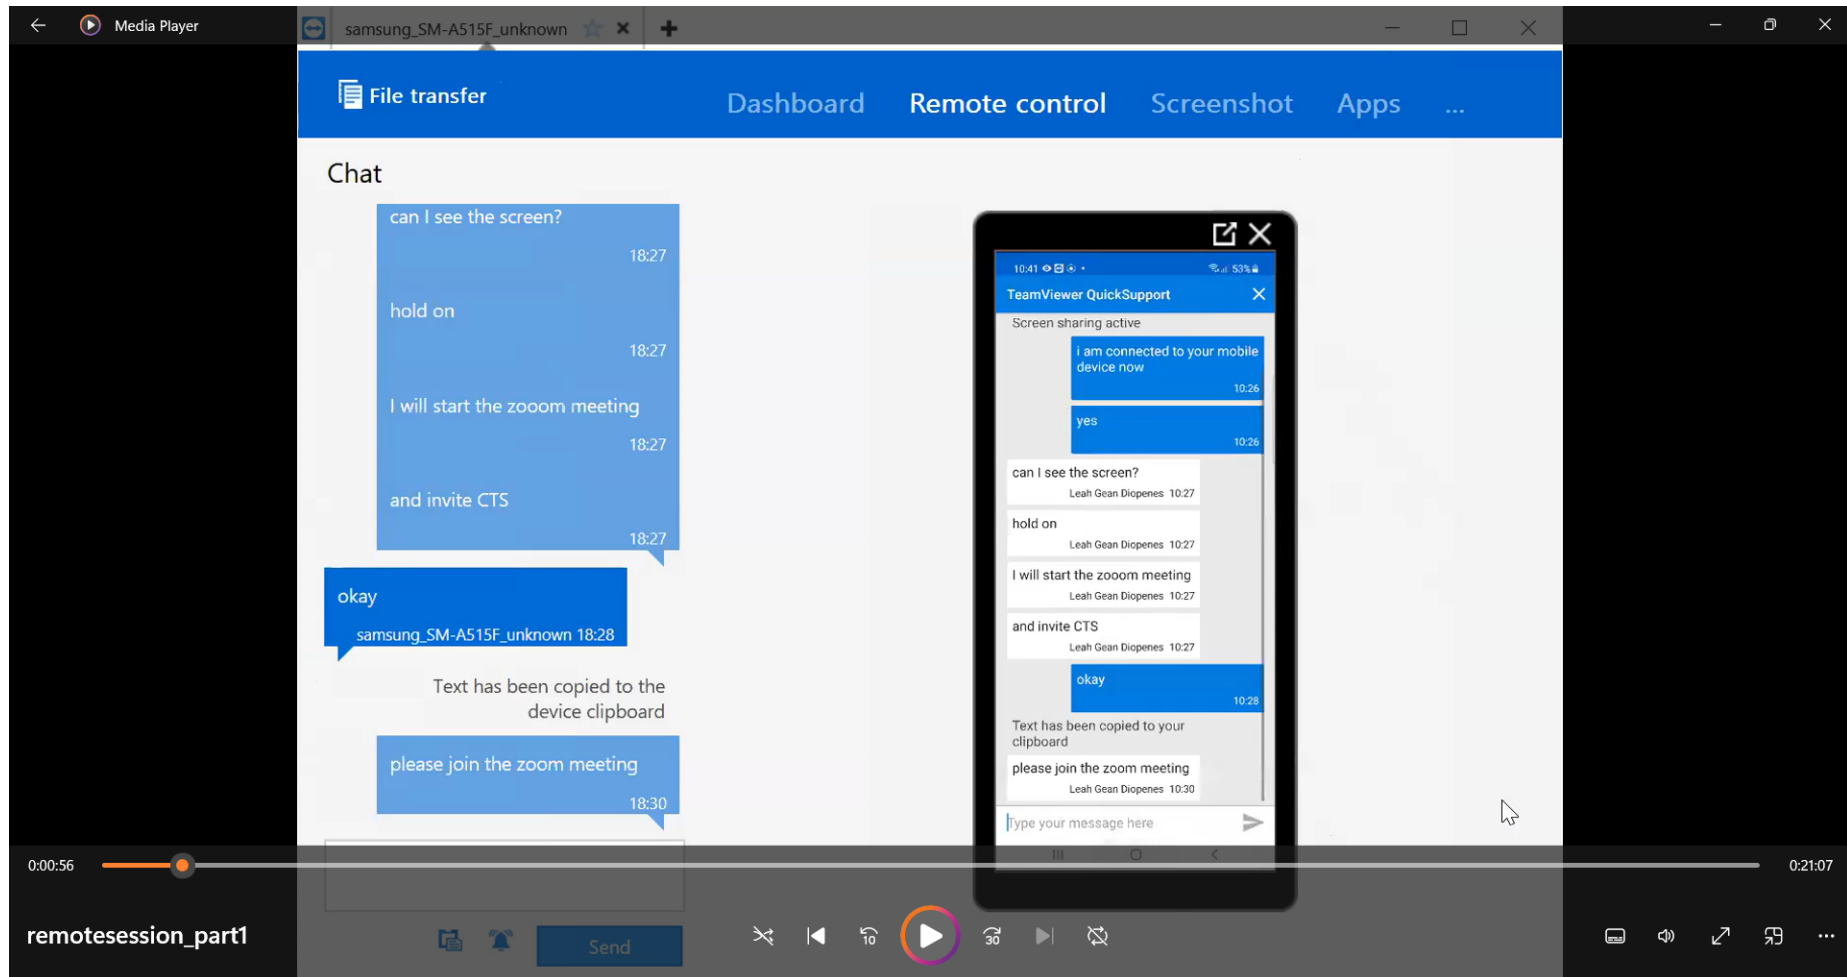 Media Player
samsung_SM-A515F_unknown
File transfer
Dashboard Remote control Screenshot Apps ...
Chat
can I see the screen?
18:27
hold on
18:27
I will start the zooom meeting
18:27
and invite CTS
18:27
okay
samsung_SM-A515F_unknown 18:28
Text has been copied to the
device clipboard
please join the zoom meeting
18:30
Send
10:41
53%
TeamViewer QuickSupport
Screen sharing active
i am connected to your mobile
device now
10:26
yes
10:26
can I see the screen?
Leah Gean Diopenes 10:27
hold on
Leah Gean Diopenes 10:27
I will start the zooom meeting
Leah Gean Diopenes 10:27
and invite CTS
Leah Gean Diopenes 10:27
okay
10:28
Text has been copied to your
clipboard
please join the zoom meeting
Leah Gean Diopenes 10:30
Type your message here
0:00:56
0:21:07
remotesession_part1
10
30